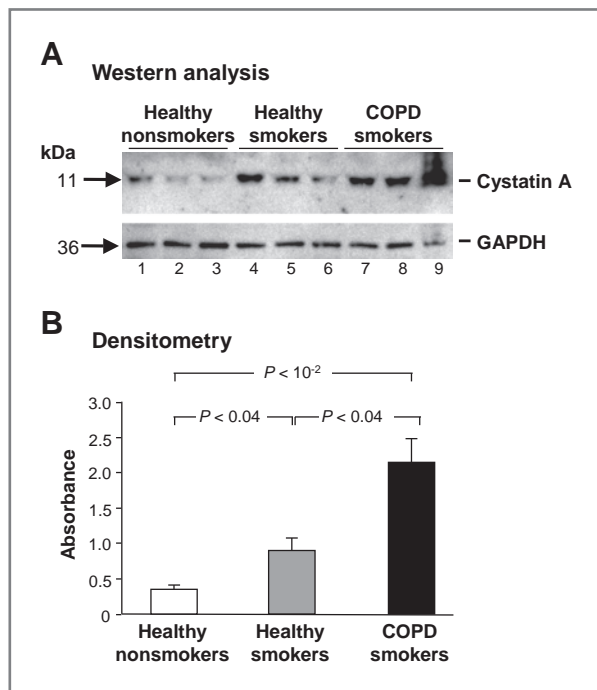 A
Western analysis
Healthy nonsmokers
Healthy smokers
COPD smokers
kDa
11
Cystatin A
36
GAPDH
1 2 3 4 5 6 7 8 9
B
Densitometry
P < 10-2
P < 0.04
P < 0.04
3.0
2.5
2.0
1.0
0.5
0
Absorbance
Healthy nonsmokers
Healthy smokers
COPD smokers